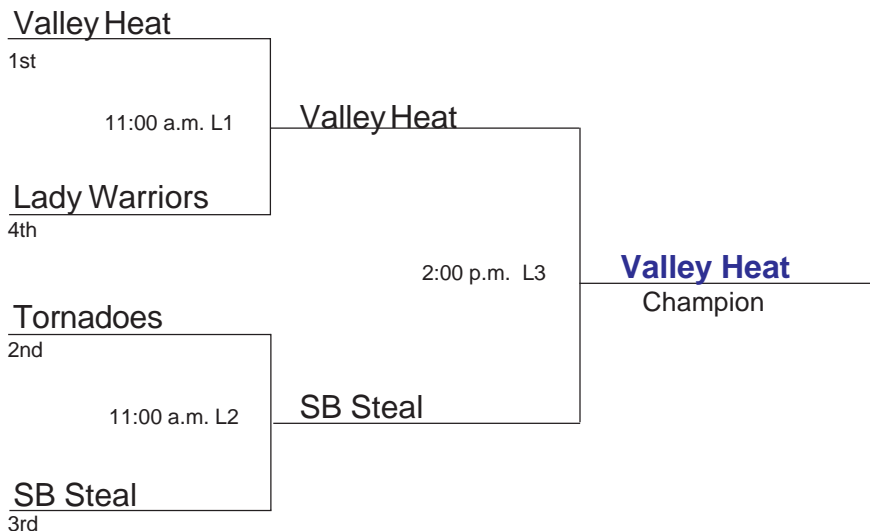 Valley Heat
1st
11:00 a.m. L1
Valley Heat
Lady Warriors
4th
2:00 p.m. L3
Valley Heat
Champion
Tornadoes
2nd
11:00 a.m. L2
SB Steal
SB Steal
3rd